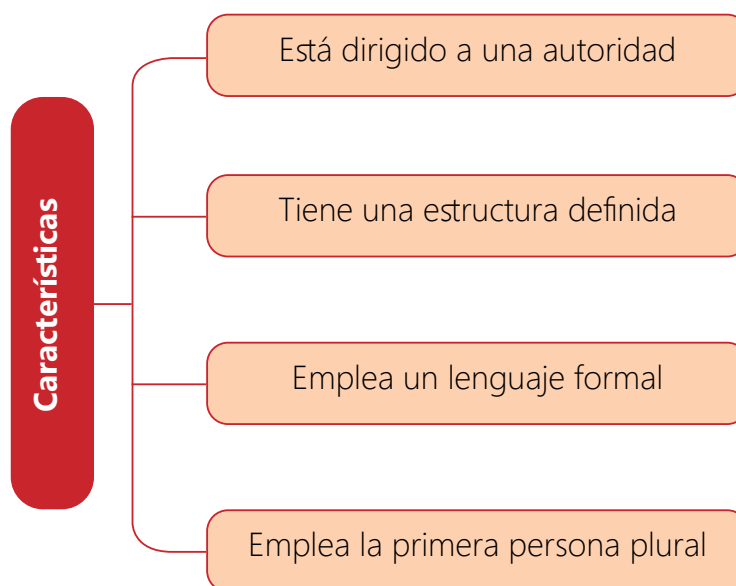 Características
Está dirigido a una autoridad
Tiene una estructura definida
Emplea un lenguaje formal
Emplea la primera persona plural